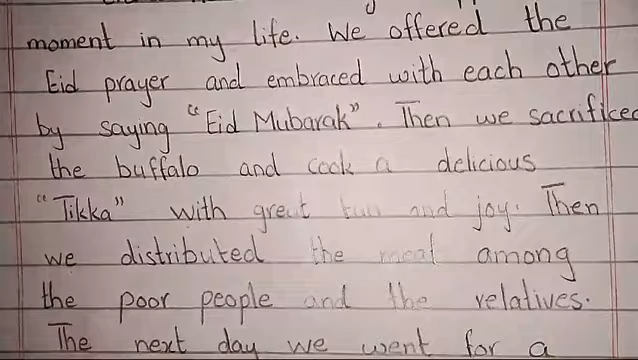 moment in my life. We offered the
Eid prayer and embraced with each other
by saying "Eid Mubarak". Then we sacrificed
the buffalo and cook a delicious
"Tikka" with great fun and joy. Then
we distributed the meat among
the poor people and the relatives.
The next day we went for a